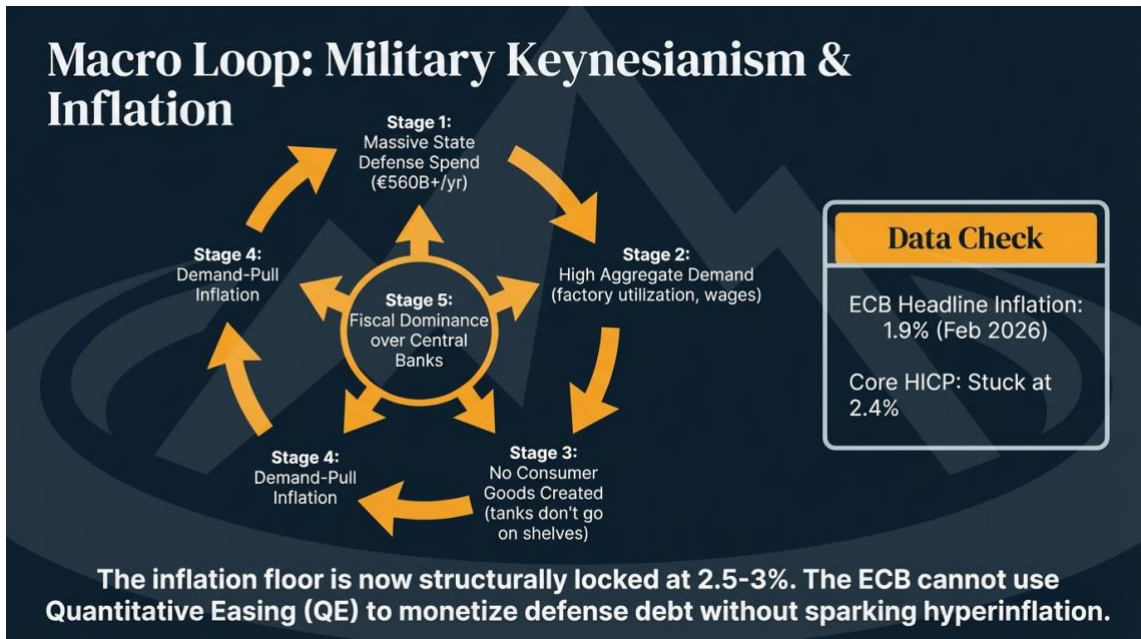 Macro Loop: Military Keynesianism &
Inflation
Stage 1:
Massive State
Defense Spend
(€560B+/yr)
Stage 2:
High Aggregate Demand
(factory utilization, wages)
Stage 3:
No Consumer
Goods Created
(tanks don't go
on shelves)
Stage 4:
Demand-Pull
Inflation
Stage 4:
Demand-Pull
Inflation
Stage 5:
Fiscal Dominance
over Central
Banks
Data Check
ECB Headline Inflation:
1.9% (Feb 2026)
Core HICP: Stuck at
2.4%
The inflation floor is now structurally locked at 2.5-3%. The ECB cannot use
Quantitative Easing (QE) to monetize defense debt without sparking hyperinflation.